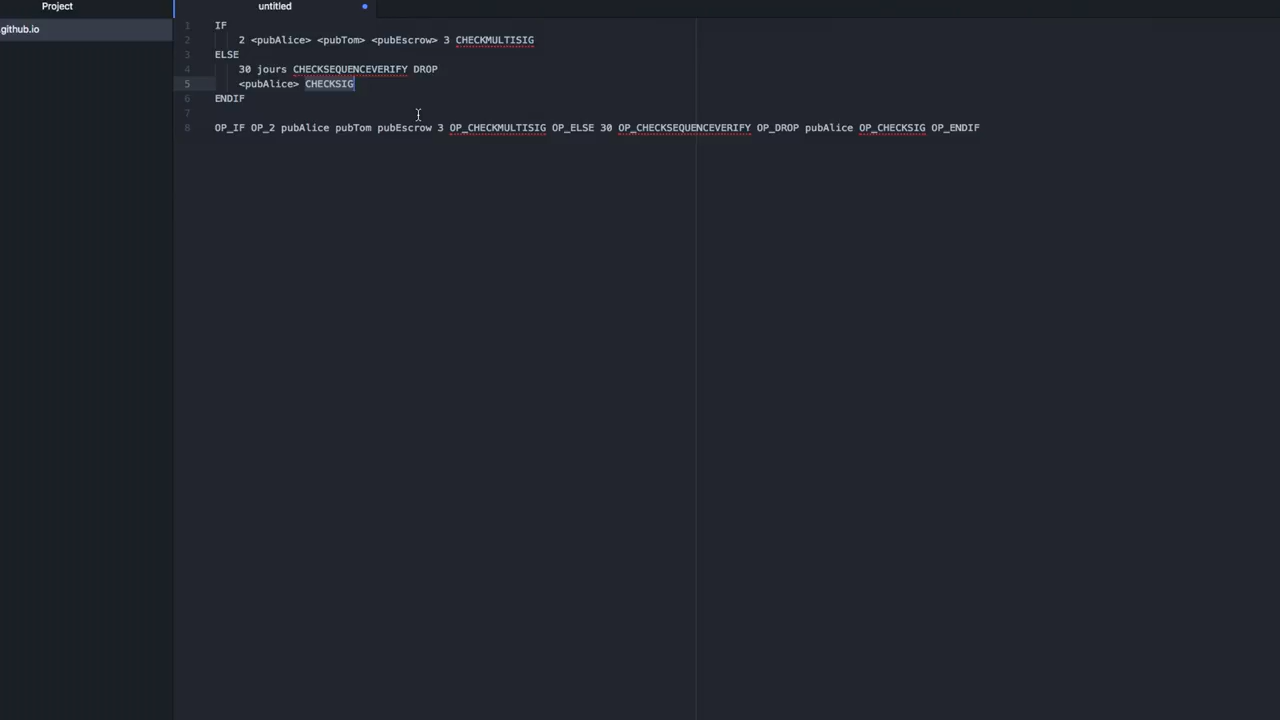 Project
untitled
.github.io
1 IF
2 2 <pubAlice> <pubTom> <pubEscrow> 3 CHECKMULTISIG
3 ELSE
4 30 jours CHECKSEQUENCEVERIFY DROP
5 <pubAlice> CHECKSIG
6 ENDIF
7
8 OP_IF OP_2 pubAlice pubTom pubEscrow 3 OP_CHECKMULTISIG OP_ELSE 30 OP_CHECKSEQUENCEVERIFY OP_DROP pubAlice OP_CHECKSIG OP_ENDIF